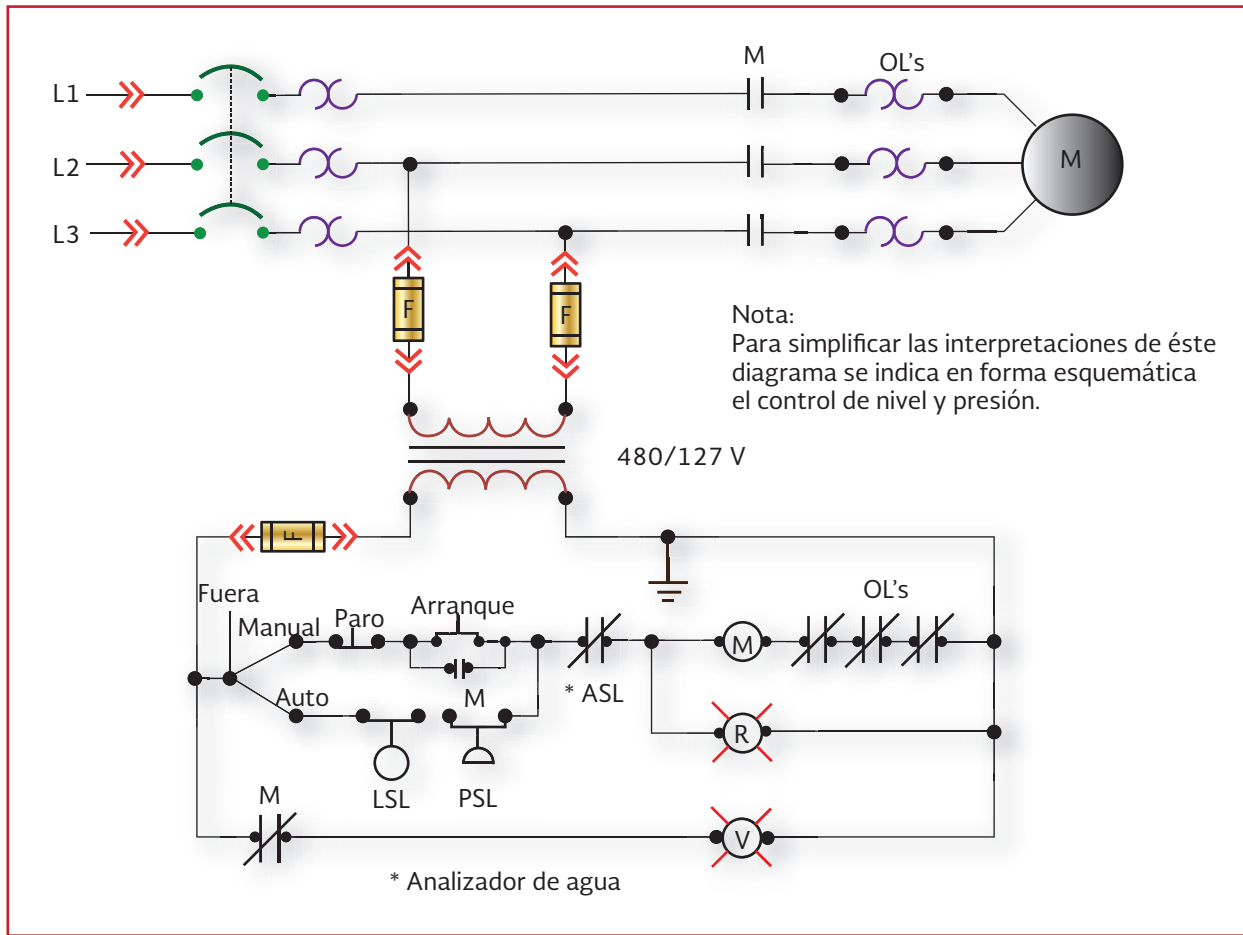 M
OL's
L1
L2
M
L3
F
F
Nota:
Para simplificar las interpretaciones de éste
diagrama se indica en forma esquemática
el control de nivel y presión.
480/127 V
F
Fuera
Manual
Paro
Arranque
OL's
M
* ASL
Auto
M
R
LSL
PSL
M
V
* Analizador de agua